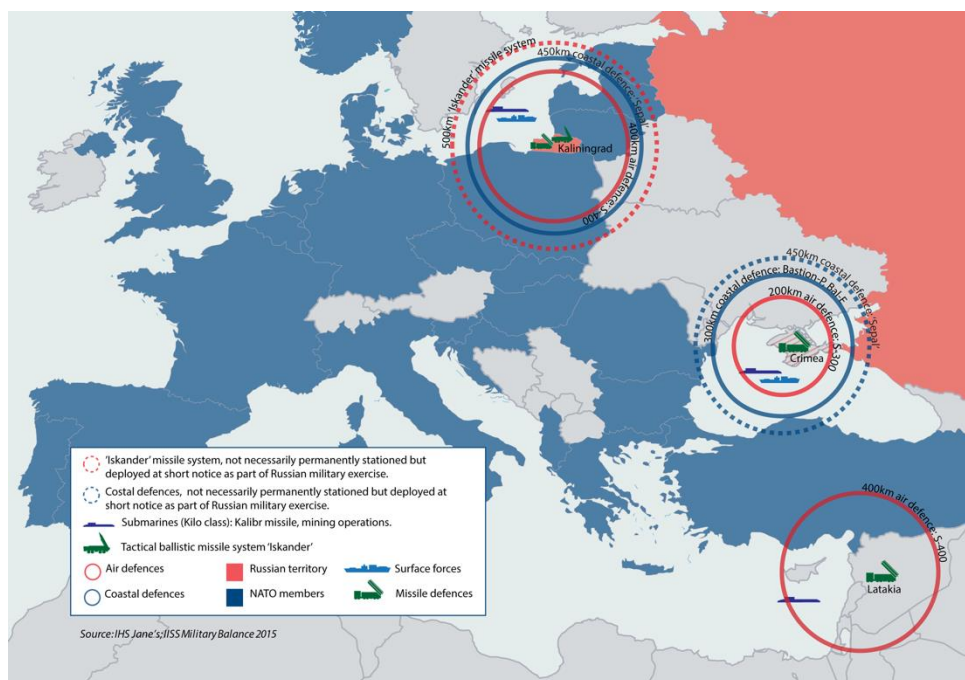 500km 'Iskander' missile system
450km coastal defence: 'Sepal'
400km air defence: S-400
Kaliningrad
450km coastal defence: 'Sepal'
300km coastal defence: Bastion-P, Bal-E
200km air defence: S-300
Crimea
400km air defence: S-400
Latakia
'Iskander' missile system, not necessarily permanently stationed but
deployed at short notice as part of Russian military exercise.
Costal defences, not necessarily permanently stationed but deployed at
short notice as part of Russian military exercise.
Submarines (Kilo class): Kalibr missile, mining operations.
Tactical ballistic missile system 'Iskander'
Air defences
Russian territory
Surface forces
Coastal defences
NATO members
Missile defences
Source: IHS Jane's; IISS Military Balance 2015